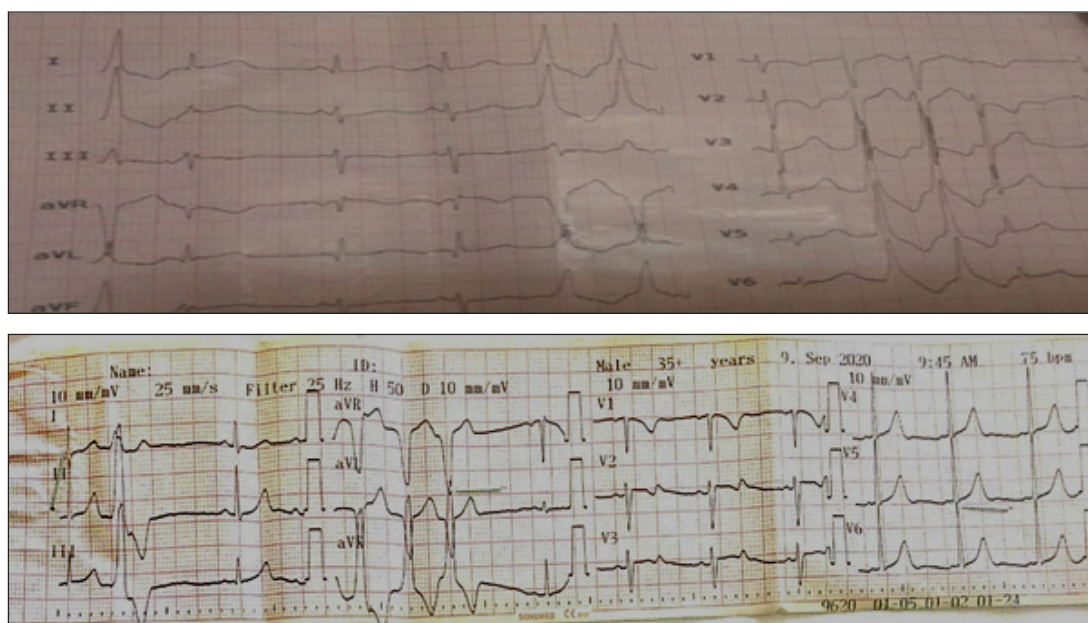 I
II
III
aVR
aVL
aVF
V1
V2
V3
V4
V5
V6
Name: ID: Male 35+ years 9. Sep 2020 9:45 AM 75 bpm
10 mm/mV 25 mm/s Filter 25 Hz H 50 D 10 mm/mV 10 mm/mV 10 mm/mV
I aVR V1 V4
II aVL V2 V5
III V3 V6
9620 01-05 01-02 01-24